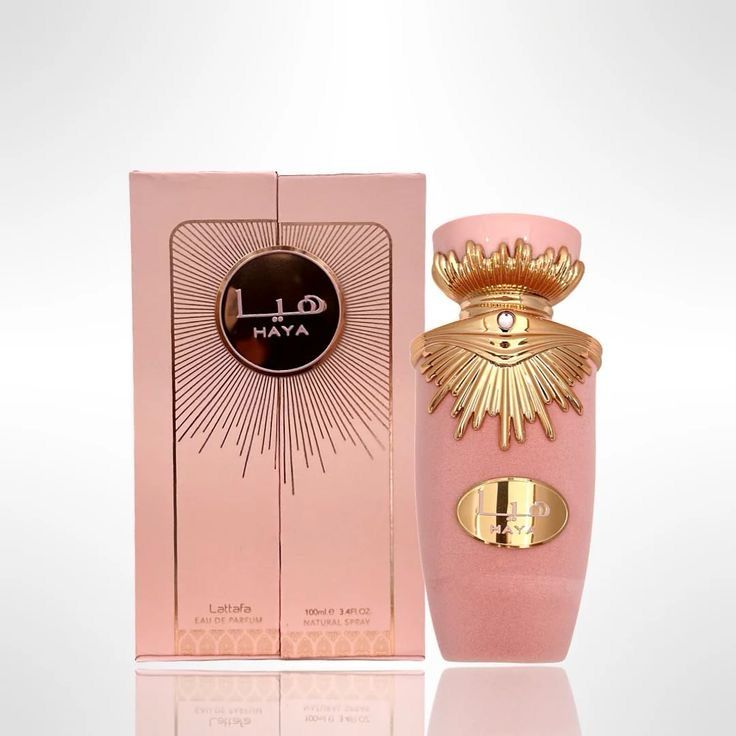 هيا
HAYA
Lattafa
EAU DE PARFUM
100ml e 3.4FL.OZ.
NATURAL SPRAY
هيا
HAYA